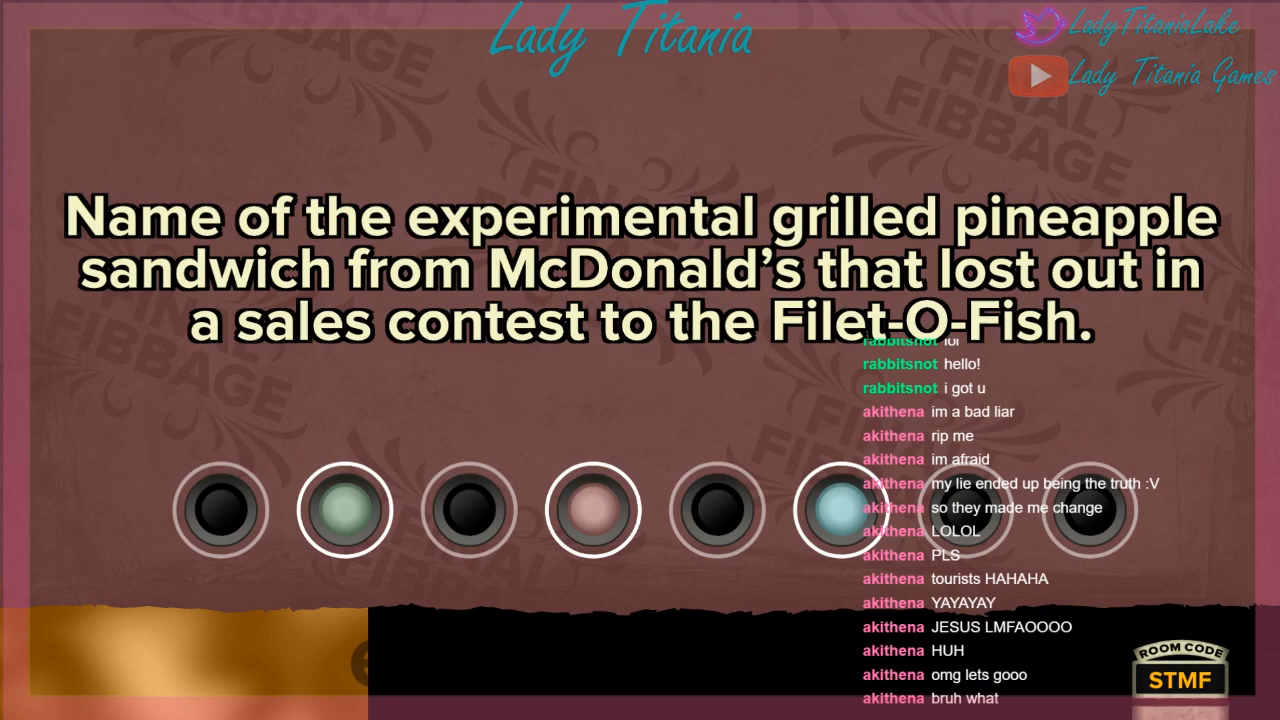 Lady Titania
LadyTitaniaLake
Lady Titania Games
FINAL
FIBBAGE
Name of the experimental grilled pineapple
sandwich from McDonald’s that lost out in
a sales contest to the Filet-O-Fish.
rabbitsnot lol
rabbitsnot hello!
rabbitsnot i got u
akithena im a bad liar
akithena rip me
akithena im afraid
akithena my lie ended up being the truth :V
akithena so they made me change
akithena LOLOL
akithena PLS
akithena tourists HAHAHA
akithena YAYAYAY
akithena JESUS LMFAOOOO
akithena HUH
akithena omg lets gooo
akithena bruh what
ROOM CODE
STMF